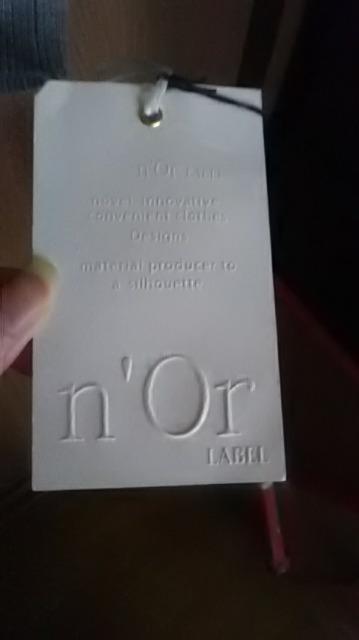 n'Or LABEL
novel innovative
convenient clothes
Designs
material producer to
a silhouette
n'Or
LABEL